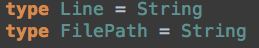 type Line = String
type FilePath = String